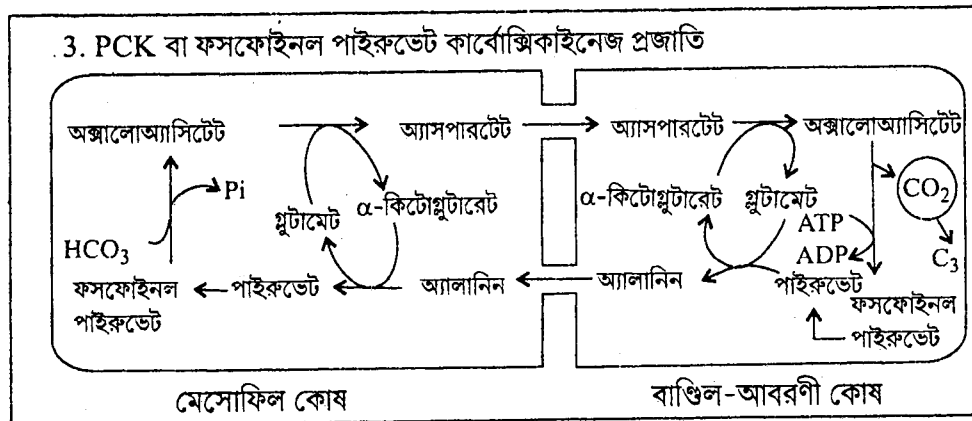 3. PCK বা ফসফোইনল পাইরুভেট কার্বোক্সিকাইনেজ প্রজাতি
অক্সালোঅ্যাসিটেট অ্যাসপারটেট অ্যাসপারটেট অক্সালোঅ্যাসিটেট
Pi
CO2
গ্লুটামেট α-কিটোগ্লুটারেট α-কিটোগ্লুটারেট গ্লুটামেট
ATP
HCO3
ADP
C3
ফসফোইনল পাইরুভেট অ্যালানিন অ্যালানিন পাইরুভেট
পাইরুভেট
ফসফোইনল
পাইরুভেট
মেসোফিল কোষ বাণ্ডিল-আবরণী কোষ